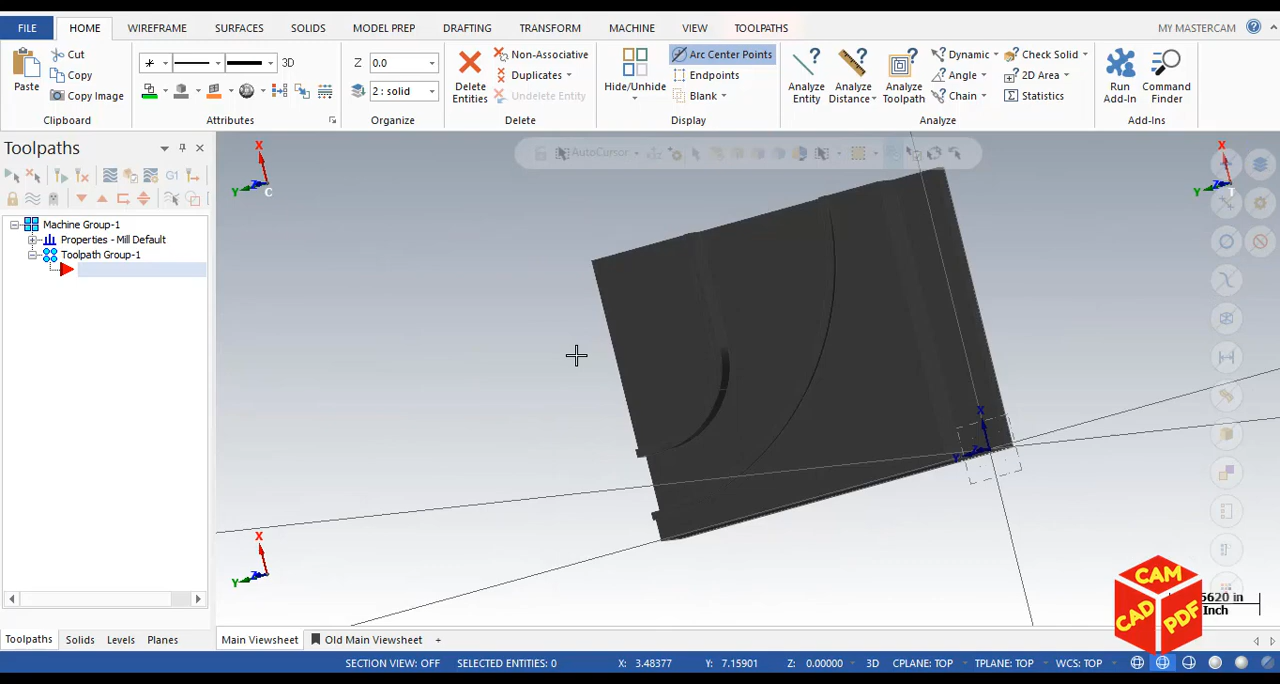 FILE HOME WIREFRAME SURFACES SOLIDS MODEL PREP DRAFTING TRANSFORM MACHINE VIEW TOOLPATHS MY MASTERCAM
Paste
Cut
Copy
Copy Image
Clipboard
3D
Attributes
Z 0.0
2 : solid
Organize
Delete Entities
Non-Associative
Duplicates
Undelete Entity
Delete
Hide/Unhide
Arc Center Points
Endpoints
Blank
Display
Analyze Entity
Analyze Distance
Analyze Toolpath
Dynamic
Angle
Chain
Check Solid
2D Area
Statistics
Analyze
Run Add-In
Command Finder
Add-Ins
Toolpaths
G1
Machine Group-1
Properties - Mill Default
Toolpath Group-1
AutoCursor
X
Y Z
C
X
Y Z
T
X
Y Z
X
Y Z
5620 in
Inch
CAM
CAD
PDF
Toolpaths Solids Levels Planes
Main Viewsheet Old Main Viewsheet +
SECTION VIEW: OFF SELECTED ENTITIES: 0 X: 3.48377 Y: 7.15901 Z: 0.00000 3D CPLANE: TOP TPLANE: TOP WCS: TOP